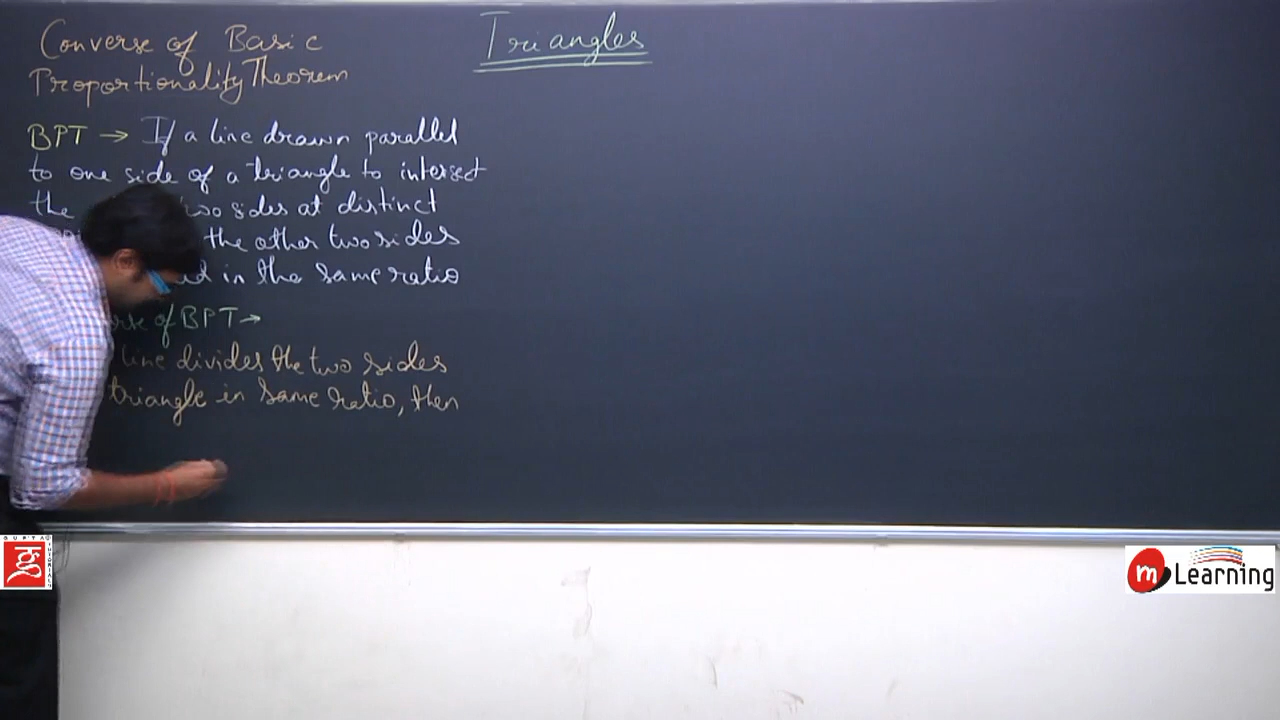 Triangles
Converse of Basic
Proportionality Theorem
BPT → If a line drawn parallel
to one side of a triangle to intersect
the two sides at distinct
the other two sides
in the same ratio
of BPT →
line divides the two sides
triangle in same ratio, then
GUPTA TUTORIALS
m Learning